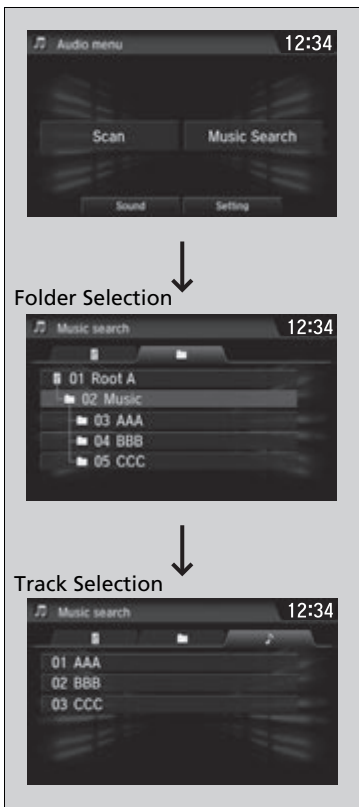 Audio menu 12:34
Scan Music Search
Sound Setting
Folder Selection
Music search 12:34
01 Root A
02 Music
03 AAA
04 BBB
05 CCC
Track Selection
Music search 12:34
01 AAA
02 BBB
03 CCC